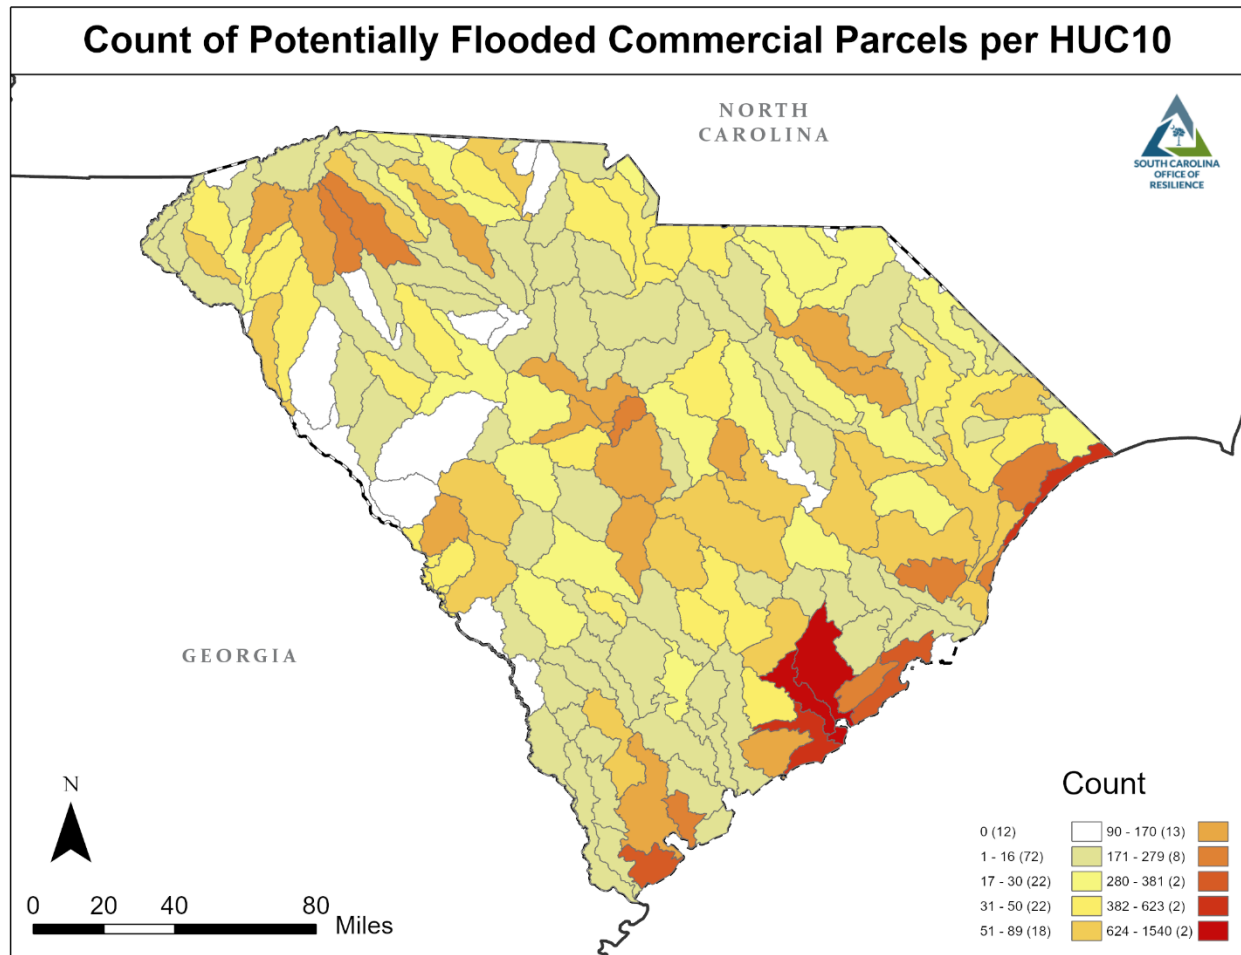 Count of Potentially Flooded Commercial Parcels per HUC10
NORTH
CAROLINA
SOUTH CAROLINA
OFFICE OF
RESILIENCE
GEORGIA
N
0 20 40 80
Miles
Count
0 (12) 90 - 170 (13)
1 - 16 (72) 171 - 279 (8)
17 - 30 (22) 280 - 381 (2)
31 - 50 (22) 382 - 623 (2)
51 - 89 (18) 624 - 1540 (2)